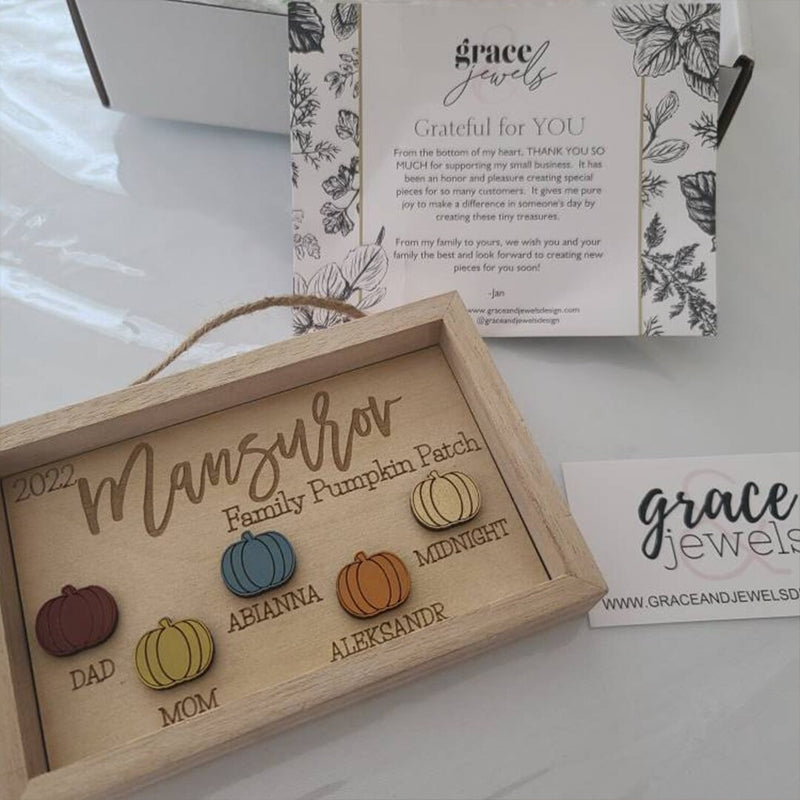 grace
&
jewels
Grateful for YOU
From the bottom of my heart, THANK YOU SO
MUCH for supporting my small business. It has
been an honor and pleasure creating special
pieces for so many customers. It gives me pure
joy to make a difference in someone's day by
creating these tiny treasures.
From my family to yours, we wish you and your
family the best and look forward to creating new
pieces for you soon!
-Jan
www.graceandjewelsdesign.com
@graceandjewelsdesign
2022
Mansurov
Family Pumpkin Patch
DAD
MOM
ABIANNA
ALEKSANDR
MIDNIGHT
grace
&
jewels
WWW.GRACEANDJEWELSD